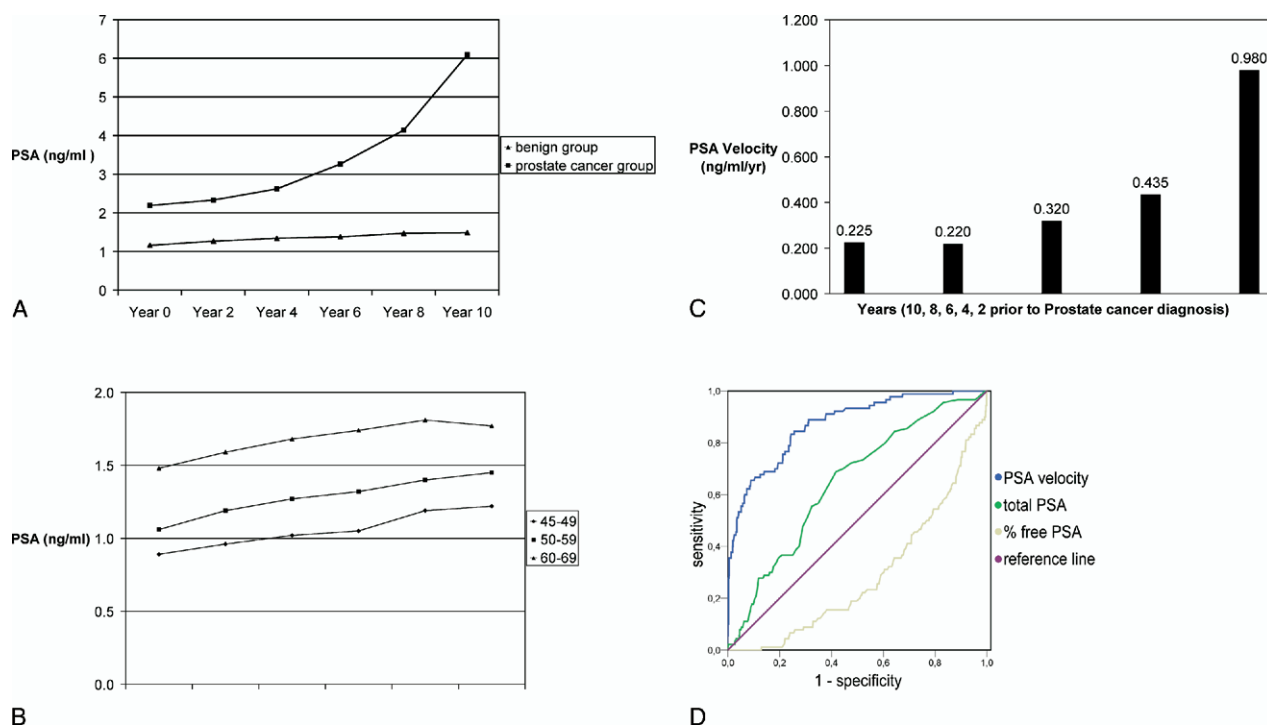 7
6
5
4
3
2
1
0
PSA (ng/ml )
Year 0 Year 2 Year 4 Year 6 Year 8 Year 10
benign group
prostate cancer group
A
1.200
1.000
0.800
0.600
0.400
0.200
0.000
PSA Velocity
(ng/ml/yr)
0.225
0.220
0.320
0.435
0.980
Years (10, 8, 6, 4, 2 prior to Prostate cancer diagnosis)
C
2.0
1.5
1.0
0.5
0.0
PSA (ng/ml)
45-49
50-59
60-69
B
1,0
0,8
0,6
0,4
0,2
0,0
sensitivity
0,0 0,2 0,4 0,6 0,8 1,0
1 - specificity
PSA velocity
total PSA
% free PSA
reference line
D